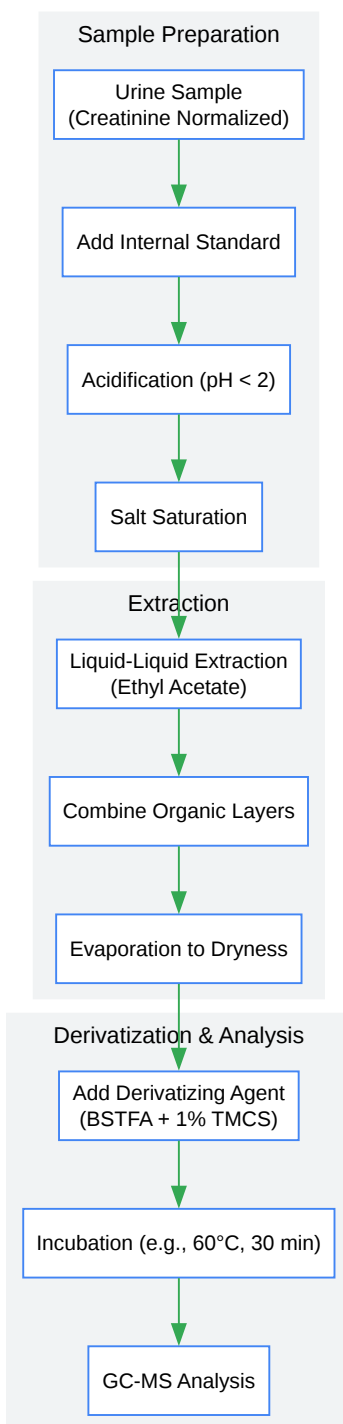 Sample Preparation
Urine Sample
(Creatinine Normalized)
Add Internal Standard
Acidification (pH < 2)
Salt Saturation
Extraction
Liquid-Liquid Extraction
(Ethyl Acetate)
Combine Organic Layers
Evaporation to Dryness
Derivatization & Analysis
Add Derivatizing Agent
(BSTFA + 1% TMCS)
Incubation (e.g., 60°C, 30 min)
GC-MS Analysis